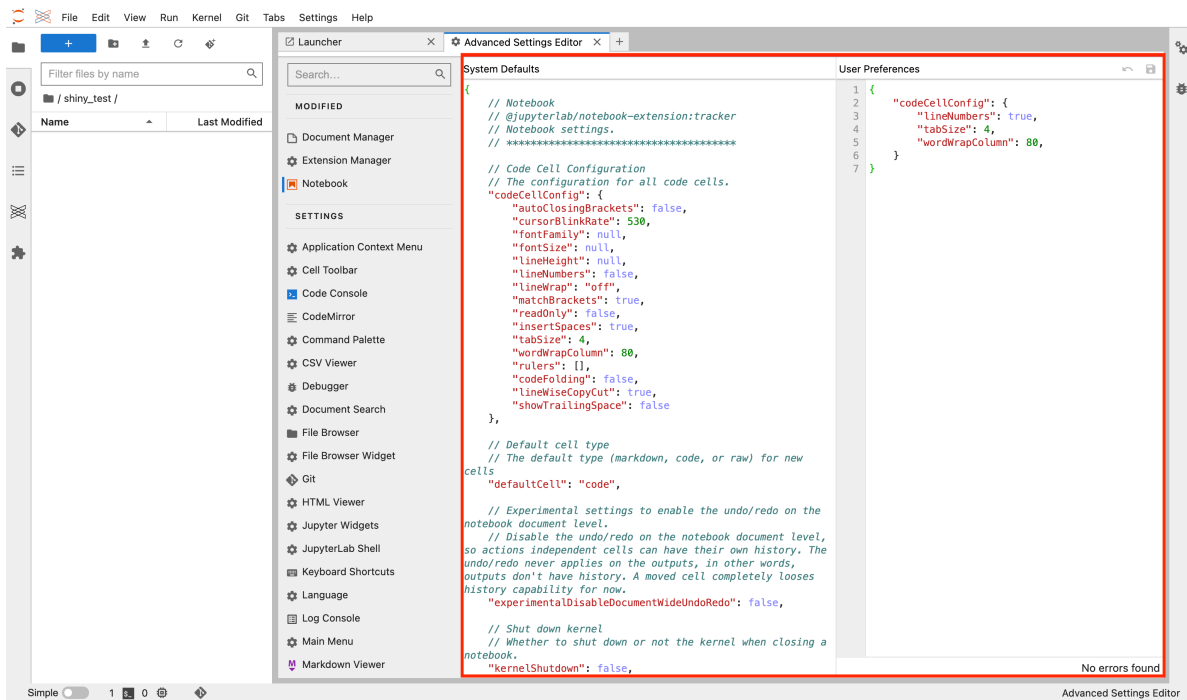 File Edit View Run Kernel Git Tabs Settings Help
Filter files by name
/ shiny_test /
Name Last Modified
Launcher
Advanced Settings Editor
Search...
MODIFIED
Document Manager
Extension Manager
Notebook
SETTINGS
Application Context Menu
Cell Toolbar
Code Console
CodeMirror
Command Palette
CSV Viewer
Debugger
Document Search
File Browser
File Browser Widget
Git
HTML Viewer
Jupyter Widgets
JupyterLab Shell
Keyboard Shortcuts
Language
Log Console
Main Menu
Markdown Viewer
System Defaults
{
// Notebook
// @jupyterlab/notebook-extension:tracker
// Notebook settings.
// **************************************
// Code Cell Configuration
// The configuration for all code cells.
"codeCellConfig": {
"autoClosingBrackets": false,
"cursorBlinkRate": 530,
"fontFamily": null,
"fontSize": null,
"lineHeight": null,
"lineNumbers": false,
"lineWrap": "off",
"matchBrackets": true,
"readOnly": false,
"insertSpaces": true,
"tabSize": 4,
"wordWrapColumn": 80,
"rulers": [],
"codeFolding": false,
"lineWiseCopyCut": true,
"showTrailingSpace": false
},
// Default cell type
// The default type (markdown, code, or raw) for new
cells
"defaultCell": "code",
// Experimental settings to enable the undo/redo on the
notebook document level.
// Disable the undo/redo on the notebook document level,
so actions independent cells can have their own history. The
undo/redo never applies on the outputs, in other words,
outputs don't have history. A moved cell completely looses
history capability for now.
"experimentalDisableDocumentWideUndoRedo": false,
// Shut down kernel
// Whether to shut down or not the kernel when closing a
notebook.
"kernelShutdown": false,
User Preferences
1 {
2 "codeCellConfig": {
3 "lineNumbers": true,
4 "tabSize": 4,
5 "wordWrapColumn": 80,
6 }
7 }
No errors found
Simple 1 0 Advanced Settings Editor